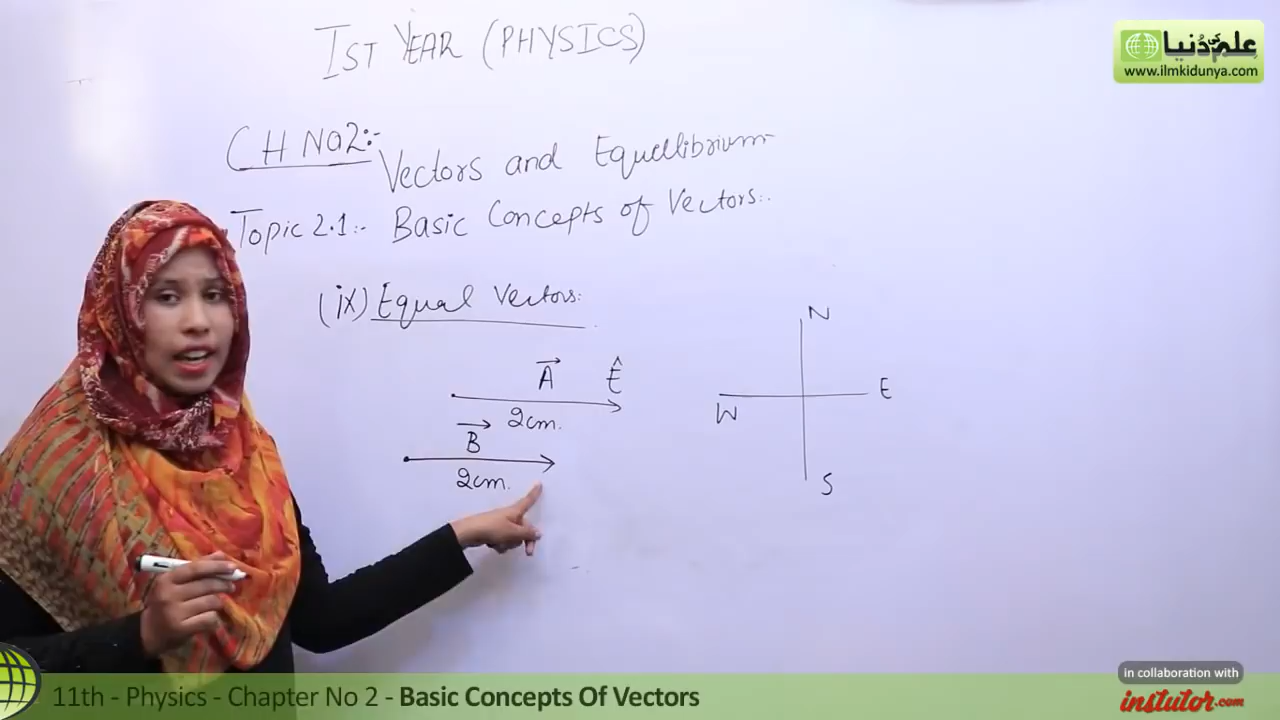 1ST YEAR (PHYSICS)
علم کی دنیا
www.ilmkidunya.com
CH NO2:-
Vectors and Equellibrium
Topic 2.1:- Basic Concepts of Vectors:.
(ix) Equal Vectors:
A
Ê
2cm.
B
2cm.
N
W
E
S
In collaboration with
11th - Physics - Chapter No 2 - Basic Concepts Of Vectors
instutor.com